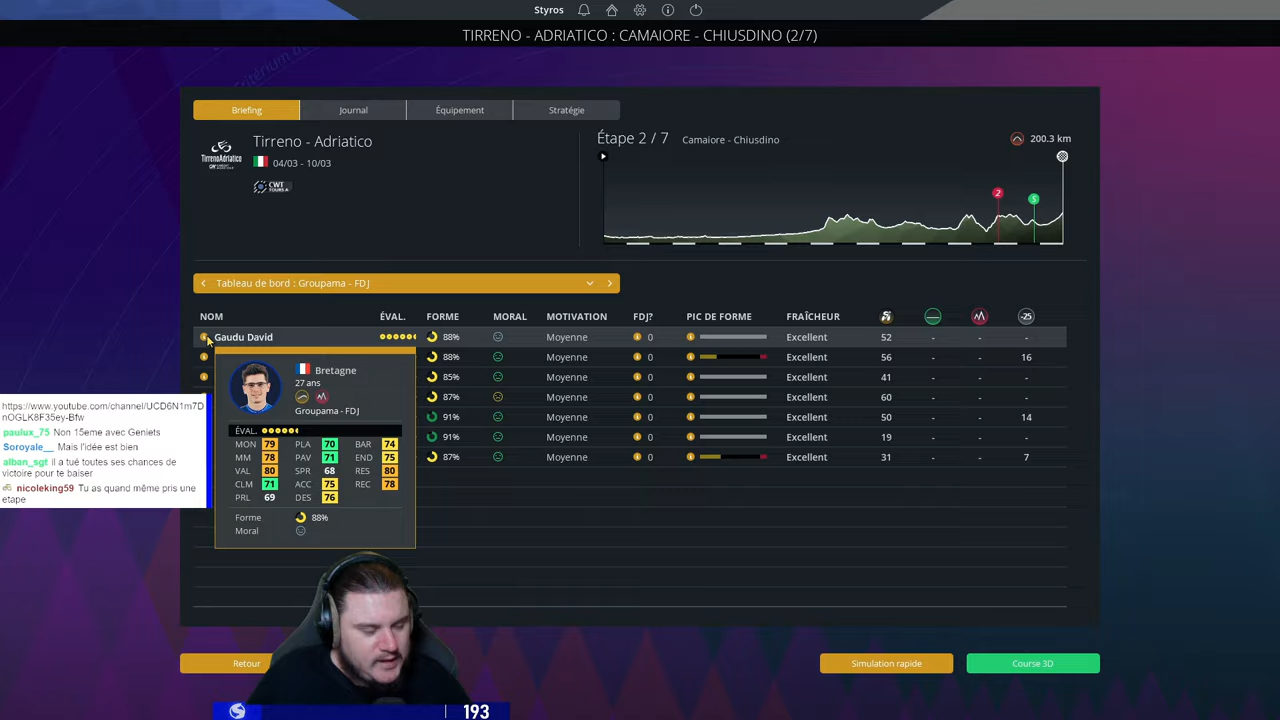 Styros
TIRRENO - ADRIATICO : CAMAIORE - CHIUSDINO (2/7)
Briefing
Journal
Équipement
Stratégie
TirrenoAdriatico
Tirreno - Adriatico
04/03 - 10/03
CWT
TOURS A
Étape 2 / 7
Camaiore - Chiusdino
200.3 km
2
S
Tableau de bord : Groupama - FDJ
NOM ÉVAL. FORME MORAL MOTIVATION FDJ? PIC DE FORME FRAÎCHEUR -25
Gaudu David 88% Moyenne 0 Excellent 52 - - -
88% Moyenne 0 Excellent 56 - - 16
85% Moyenne 0 Excellent 41 - - -
87% Moyenne 0 Excellent 60 - - -
91% Moyenne 0 Excellent 50 - - 14
91% Moyenne 0 Excellent 19 - - -
87% Moyenne 0 Excellent 31 - - 7
Bretagne
27 ans
Groupama - FDJ
ÉVAL.
MON 79 PLA 70 BAR 74
MM 78 PAV 71 END 75
VAL 80 SPR 68 RES 80
CLM 71 ACC 75 REC 78
PRL 69 DES 76
Forme 88%
Moral
https://www.youtube.com/channel/UCD6N1m7D
nOGLK8F35ey-Bfw
paulux_75 Non 15eme avec Geniets
Soroyale__ Mais l'idée est bien
alban_sgt Il a tué toutes ses chances de
victoire pour te baiser
nicoleking59 Tu as quand même pris une
etape
Retour
Simulation rapide
Course 3D
193